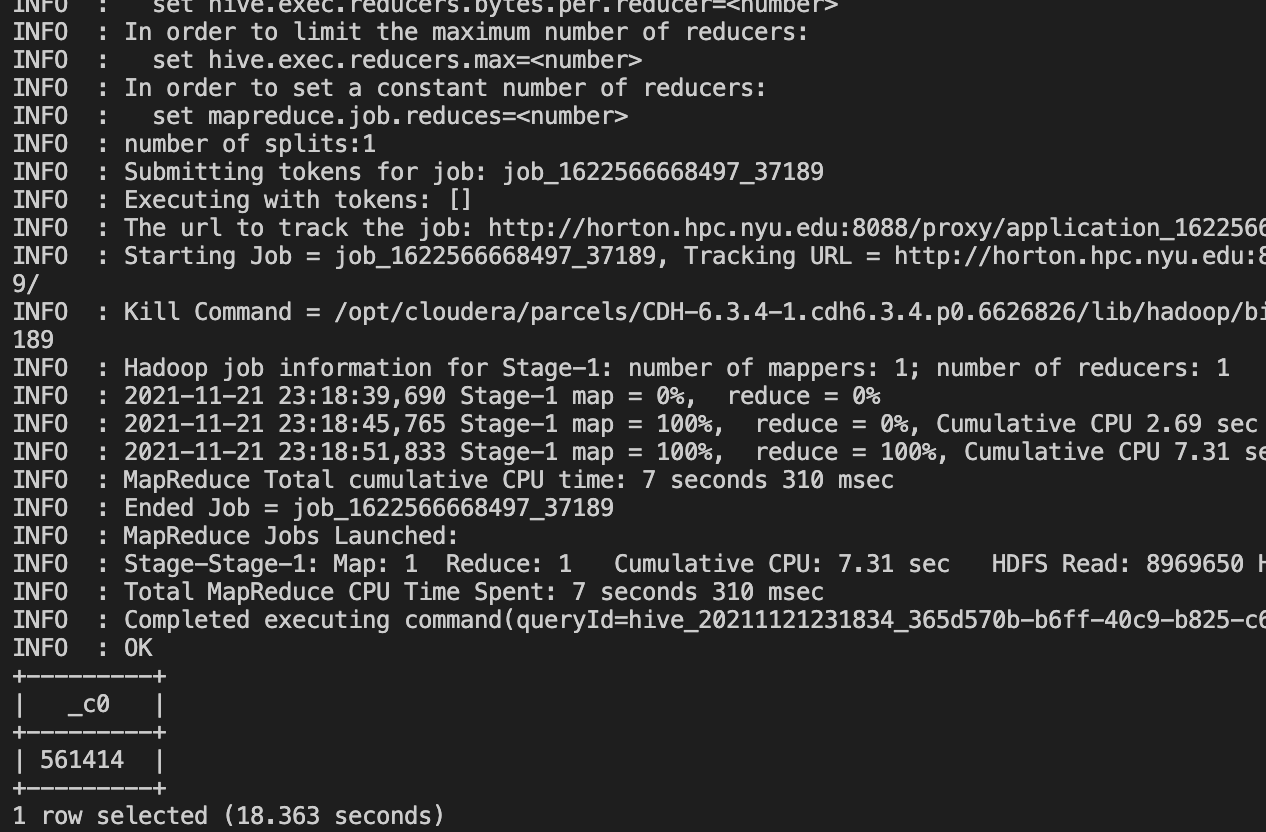 INFO  :   set hive.exec.reducers.bytes.per.reducer=<number>
INFO  : In order to limit the maximum number of reducers:
INFO  :   set hive.exec.reducers.max=<number>
INFO  : In order to set a constant number of reducers:
INFO  :   set mapreduce.job.reduces=<number>
INFO  : number of splits:1
INFO  : Submitting tokens for job: job_1622566668497_37189
INFO  : Executing with tokens: []
INFO  : The url to track the job: http://horton.hpc.nyu.edu:8088/proxy/application_1622566
INFO  : Starting Job = job_1622566668497_37189, Tracking URL = http://horton.hpc.nyu.edu:8
9/
INFO  : Kill Command = /opt/cloudera/parcels/CDH-6.3.4-1.cdh6.3.4.p0.6626826/lib/hadoop/bi
189
INFO  : Hadoop job information for Stage-1: number of mappers: 1; number of reducers: 1
INFO  : 2021-11-21 23:18:39,690 Stage-1 map = 0%,  reduce = 0%
INFO  : 2021-11-21 23:18:45,765 Stage-1 map = 100%,  reduce = 0%, Cumulative CPU 2.69 sec
INFO  : 2021-11-21 23:18:51,833 Stage-1 map = 100%,  reduce = 100%, Cumulative CPU 7.31 se
INFO  : MapReduce Total cumulative CPU time: 7 seconds 310 msec
INFO  : Ended Job = job_1622566668497_37189
INFO  : MapReduce Jobs Launched:
INFO  : Stage-Stage-1: Map: 1  Reduce: 1   Cumulative CPU: 7.31 sec   HDFS Read: 8969650 H
INFO  : Total MapReduce CPU Time Spent: 7 seconds 310 msec
INFO  : Completed executing command(queryId=hive_20211121231834_365d570b-b6ff-40c9-b825-c6
INFO  : OK
+---------+
|   _c0   |
+---------+
| 561414  |
+---------+
1 row selected (18.363 seconds)